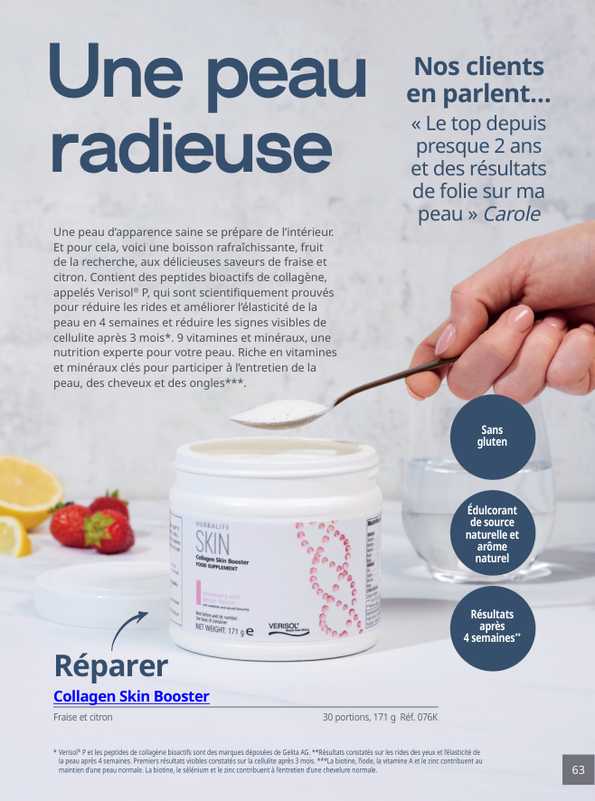 Une peau
radieuse
Nos clients
en parlent...
« Le top depuis
presque 2 ans
et des résultats
de folie sur ma
peau » Carole
Une peau d’apparence saine se prépare de l’intérieur.
Et pour cela, voici une boisson rafraîchissante, fruit
de la recherche, aux délicieuses saveurs de fraise et
citron. Contient des peptides bioactifs de collagène,
appelés Verisol® P, qui sont scientifiquement prouvés
pour réduire les rides et améliorer l’élasticité de la
peau en 4 semaines et réduire les signes visibles de
cellulite après 3 mois*. 9 vitamines et minéraux, une
nutrition experte pour votre peau. Riche en vitamines
et minéraux clés pour participer à l’entretien de la
peau, des cheveux et des ongles***.
Sans
gluten
Édulcorant
de source
naturelle et
arôme
naturel
Résultats
après
4 semaines**
HERBALIFE
SKIN
Collagen Skin Booster
FOOD SUPPLEMENT
NET WEIGHT: 171 g e
VERISOL®
Réparer
Collagen Skin Booster
Fraise et citron
30 portions, 171 g Réf. 076K
* Verisol® P et les peptides de collagène bioactifs sont des marques déposées de Gelita AG. **Résultats constatés sur les rides des yeux et l’élasticité de
la peau après 4 semaines. Premiers résultats visibles constatés sur la cellulite après 3 mois. ***La biotine, l’iode, la vitamine A et le zinc contribuent au
maintien d’une peau normale. La biotine, le sélénium et le zinc contribuent à l’entretien d’une chevelure normale.
63